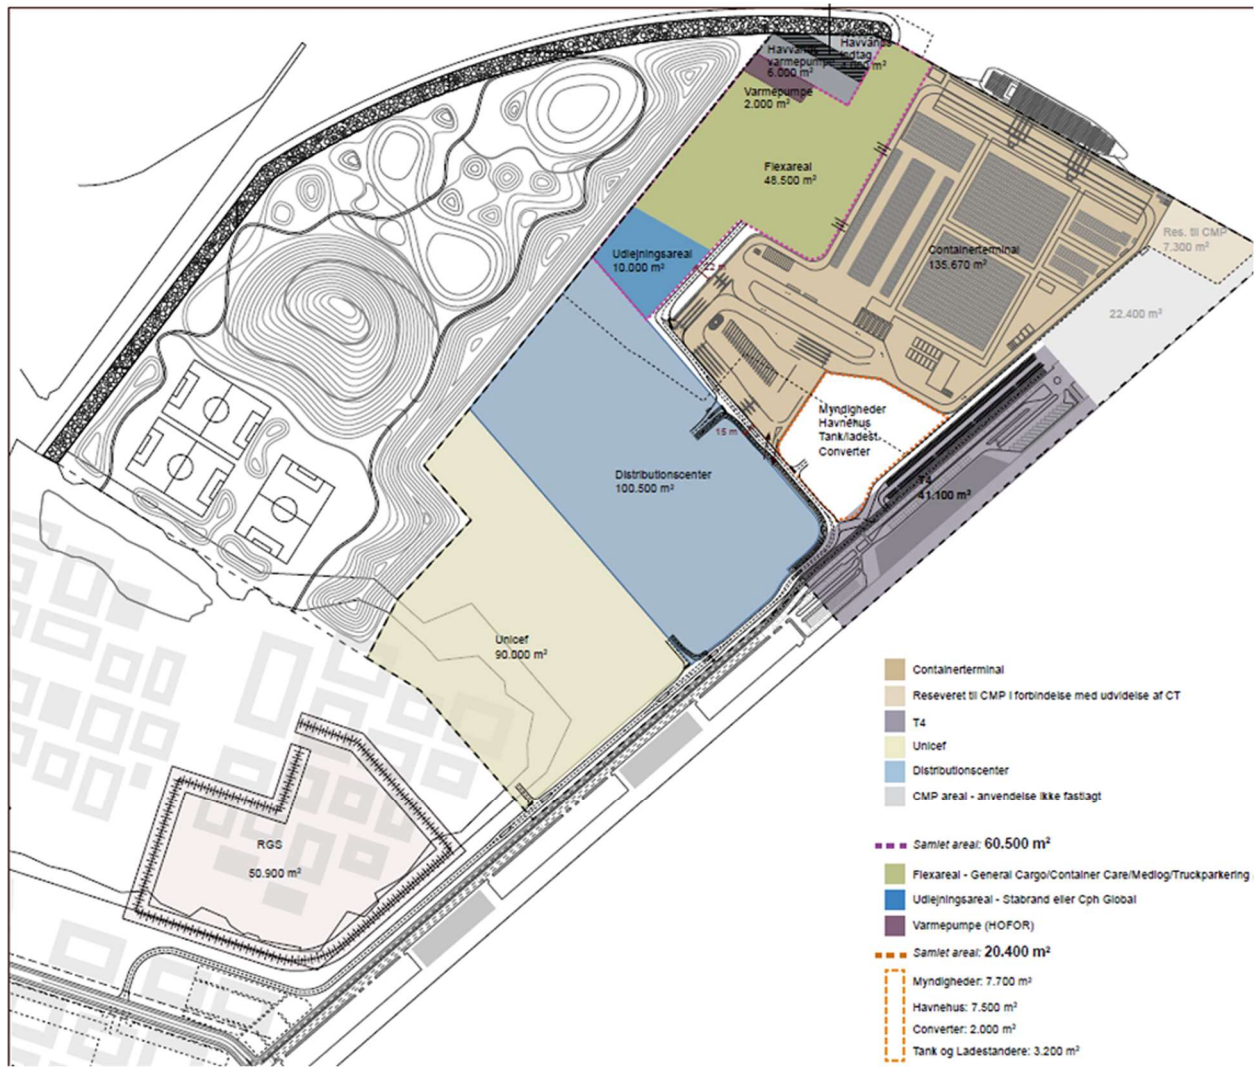 Havvands
varmepumpe
6.000 m²
Havvands
indtag
m²
Varmepumpe
2.000 m²
Flexareal
48.500 m²
Udlejningsareal
10.000 m²
22 m
Containerterminal
135.670 m²
Res. til CMP
7.300 m²
22.400 m²
Myndigheder
Havnehus
Tank/ladest.
Converter
15 m
Distributionscenter
100.500 m²
T4
41.100 m²
Unicef
90.000 m²
RGS
50.900 m²
Containerterminal
Reseveret til CMP i forbindelse med udvidelse af CT
T4
Unicef
Distributionscenter
CMP areal - anvendelse ikke fastlagt
Samlet areal: 60.500 m²
Flexareal - General Cargo/Container Care/Medlog/Truckparkering
Udlejningsareal - Stabrand eller Cph Global
Varmepumpe (HOFOR)
Samlet areal: 20.400 m²
Myndigheder: 7.700 m²
Havnehus: 7.500 m²
Converter: 2.000 m²
Tank og Ladestandere: 3.200 m²